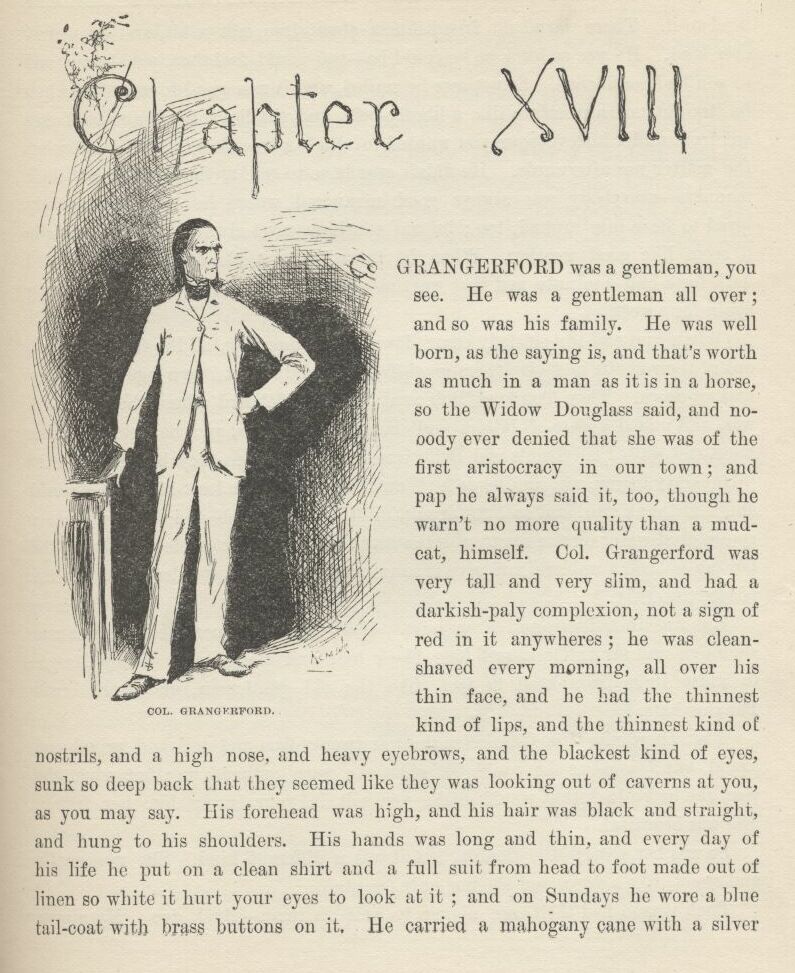 Chapter XVIII
Co GRANGERFORD was a gentleman, you
see. He was a gentleman all over;
and so was his family. He was well
born, as the saying is, and that's worth
as much in a man as it is in a horse,
so the Widow Douglass said, and no-
oody ever denied that she was of the
first aristocracy in our town; and
pap he always said it, too, though he
warn't no more quality than a mud-
cat, himself. Col. Grangerford was
very tall and very slim, and had a
darkish-paly complexion, not a sign of
red in it anywheres; he was clean-
shaved every morning, all over his
thin face, and he had the thinnest
kind of lips, and the thinnest kind of
COL. GRANGERFORD.
nostrils, and a high nose, and heavy eyebrows, and the blackest kind of eyes,
sunk so deep back that they seemed like they was looking out of caverns at you,
as you may say. His forehead was high, and his hair was black and straight,
and hung to his shoulders. His hands was long and thin, and every day of
his life he put on a clean shirt and a full suit from head to foot made out of
linen so white it hurt your eyes to look at it; and on Sundays he wore a blue
tail-coat with brass buttons on it. He carried a mahogany cane with a silver